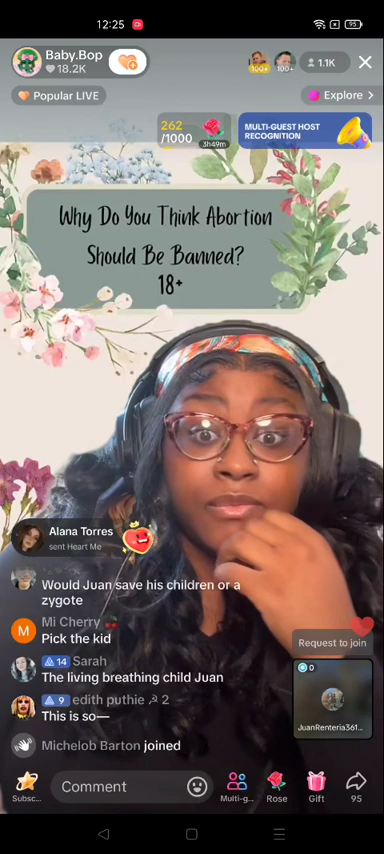 12:25
95
Baby.Bop
18.2K
100+
100+
1.1K
Popular LIVE
Explore >
262
/1000
3h49m
MULTI-GUEST HOST
RECOGNITION
Why Do You Think Abortion
Should Be Banned?
18+
Alana Torres
sent Heart Me
Would Juan save his children or a
zygote
M
Mi Cherry 🍒
Pick the kid
14 Sarah
The living breathing child Juan
9 edith puthie ☭ 2
This is so—
Michelob Barton joined
Request to join
0
JuanRenteria361...
Comment
Subsc...
Multi-g...
Rose
Gift
95